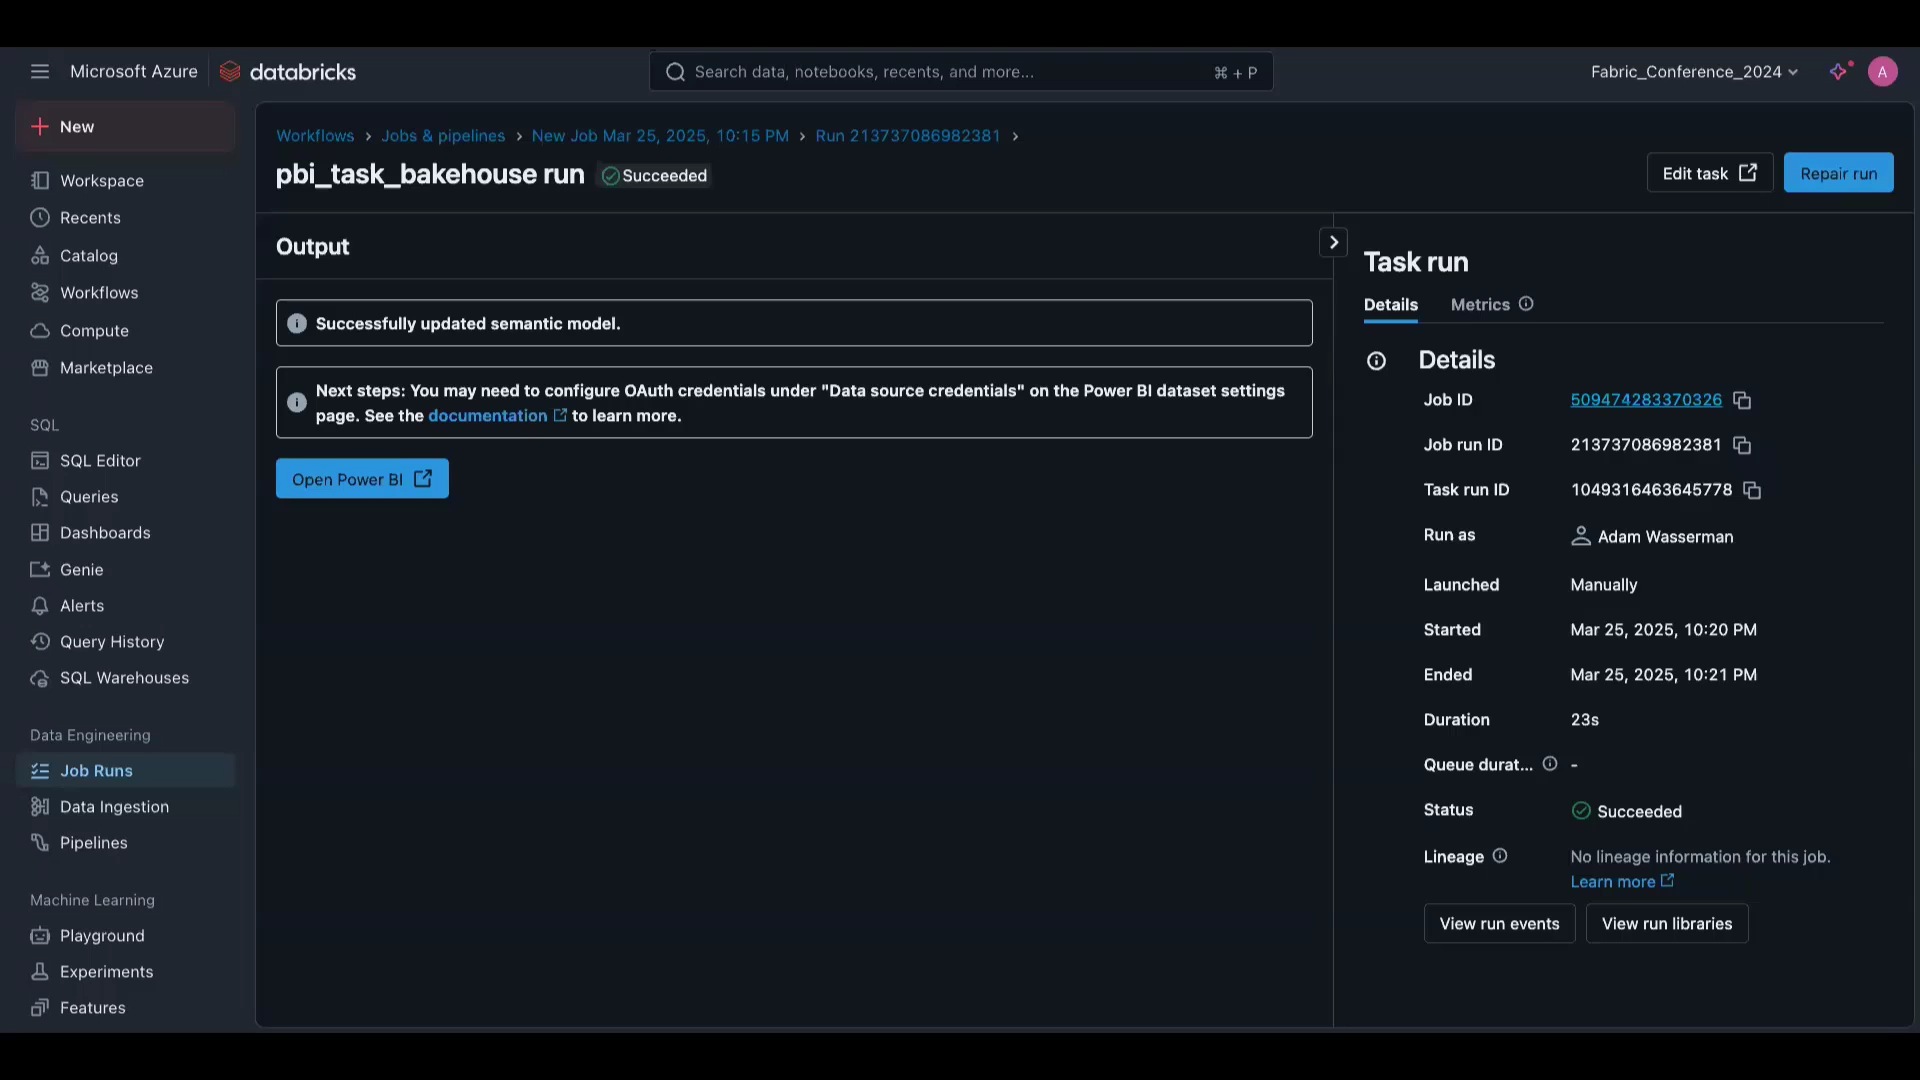 Microsoft Azure
databricks
Search data, notebooks, recents, and more...
⌘ + P
Fabric_Conference_2024
A
New
Workspace
Recents
Catalog
Workflows
Compute
Marketplace
SQL
SQL Editor
Queries
Dashboards
Genie
Alerts
Query History
SQL Warehouses
Data Engineering
Job Runs
Data Ingestion
Pipelines
Machine Learning
Playground
Experiments
Features
Workflows > Jobs & pipelines > New Job Mar 25, 2025, 10:15 PM > Run 213737086982381 >
pbi_task_bakehouse run
Succeeded
Edit task
Repair run
Output
Successfully updated semantic model.
Next steps: You may need to configure OAuth credentials under "Data source credentials" on the Power BI dataset settings
page. See the documentation to learn more.
Open Power BI
Task run
Details
Metrics
Details
Job ID 509474283370326
Job run ID 213737086982381
Task run ID 1049316463645778
Run as Adam Wasserman
Launched Manually
Started Mar 25, 2025, 10:20 PM
Ended Mar 25, 2025, 10:21 PM
Duration 23s
Queue durat... -
Status Succeeded
Lineage No lineage information for this job.
Learn more
View run events
View run libraries